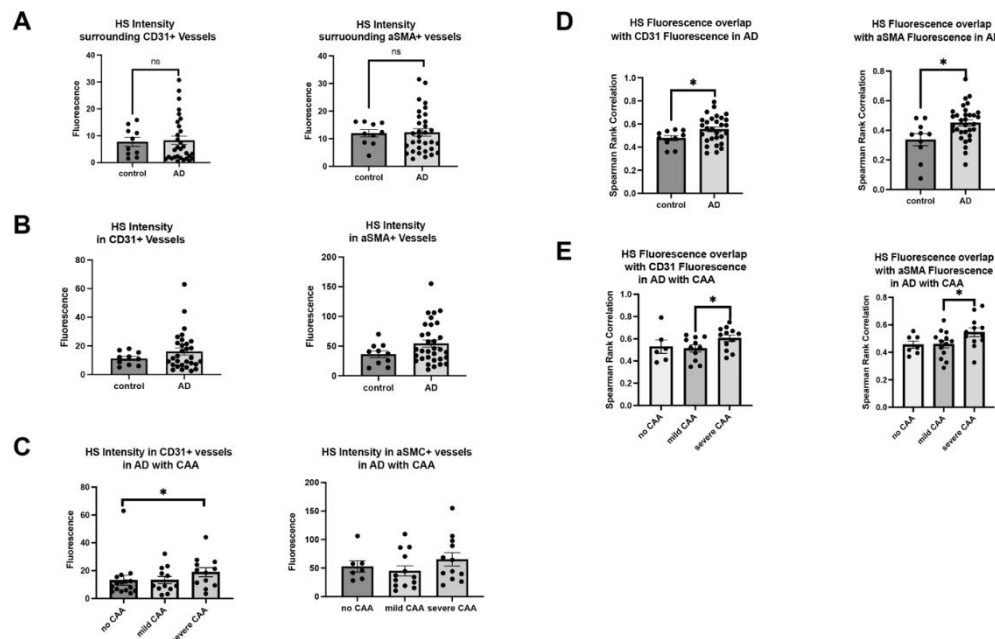 A
HS Intensity
surrounding CD31+ Vessels
ns
Fluorescence
40
30
20
10
0
control
AD
HS Intensity
suruounding aSMA+ vessels
ns
40
30
20
10
0
control
AD
B
HS Intensity
in CD31+ Vessels
Fluorescence
80
60
40
20
0
control
AD
HS Intensity
in aSMA+ Vessels
Fluorescence
200
150
100
50
0
control
AD
C
HS Intensity in CD31+ vessels
in AD with CAA
*
Fluorescence
80
60
40
20
0
no CAA
mild CAA
severe CAA
HS Intensity in aSMC+ vessels
in AD with CAA
Fluorescence
200
150
100
50
0
no CAA
mild CAA
severe CAA
D
HS Fluorescence overlap
with CD31 Fluorescence in AD
*
Spearman Rank Correlation
1.0
0.8
0.6
0.4
0.2
0.0
control
AD
HS Fluorescence overlap
with aSMA Fluorescence in AD
*
Spearman Rank Correlation
0.8
0.6
0.4
0.2
0.0
control
AD
E
HS Fluorescence overlap
with CD31 Fluorescence
in AD with CAA
*
Spearman Rank Correlation
1.0
0.8
0.6
0.4
0.2
0.0
no CAA
mild CAA
severe CAA
HS Fluorescence overlap
with aSMA Fluorescence
in AD with CAA
*
Spearman Rank Correlation
0.8
0.6
0.4
0.2
0.0
no CAA
mild CAA
severe CAA